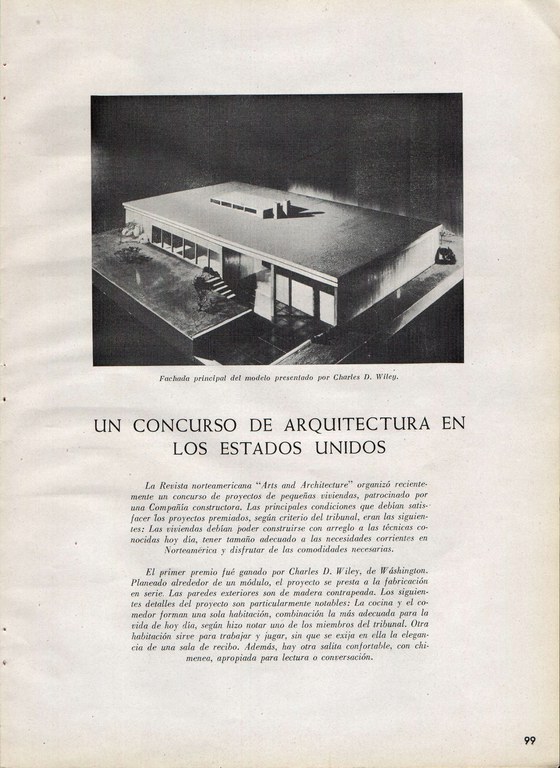 Fachada principal del modelo presentado por Charles D. Wiley.
UN CONCURSO DE ARQUITECTURA EN
LOS ESTADOS UNIDOS
La Revista norteamericana "Arts and Architecture" organizó reciente-
mente un concurso de proyectos de pequeñas viviendas, patrocinado por
una Compañía constructora. Las principales condiciones que debían satis-
facer los proyectos premiados, según criterio del tribunal, eran las siguien-
tes: Las viviendas debían poder construirse con arreglo a las técnicas co-
nocidas hoy día, tener tamaño adecuado a las necesidades corrientes en
Norteamérica y disfrutar de las comodidades necesarias.
El primer premio fué ganado por Charles D. Wiley, de Wáshington.
Planeado alrededor de un módulo, el proyecto se presta a la fabricación
en serie. Las paredes exteriores son de madera contrapeada. Los siguien-
tes detalles del proyecto son particularmente notables: La cocina y el co-
medor forman una sola habitación, combinación la más adecuada para la
vida de hoy día, según hizo notar uno de los miembros del tribunal. Otra
habitación sirve para trabajar y jugar, sin que se exija en ella la elegan-
cia de una sala de recibo. Además, hay otra salita confortable, con chi-
menea, apropiada para lectura o conversación.
99